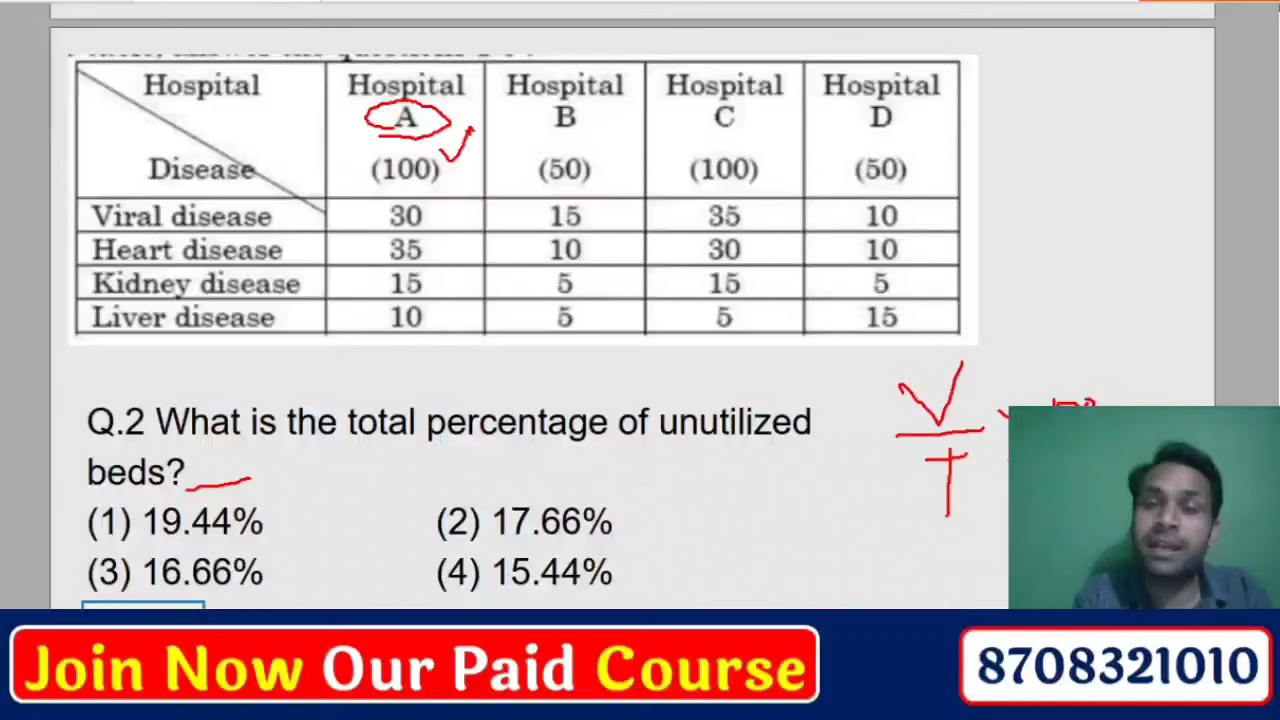 Hospital Hospital Hospital Hospital Hospital
A B C D
Disease (100) (50) (100) (50)
Viral disease 30 15 35 10
Heart disease 35 10 30 10
Kidney disease 15 5 15 5
Liver disease 10 5 5 15
Q.2 What is the total percentage of unutilized
beds?
(1) 19.44% (2) 17.66%
(3) 16.66% (4) 15.44%
V
T
Join Now Our Paid Course
8708321010